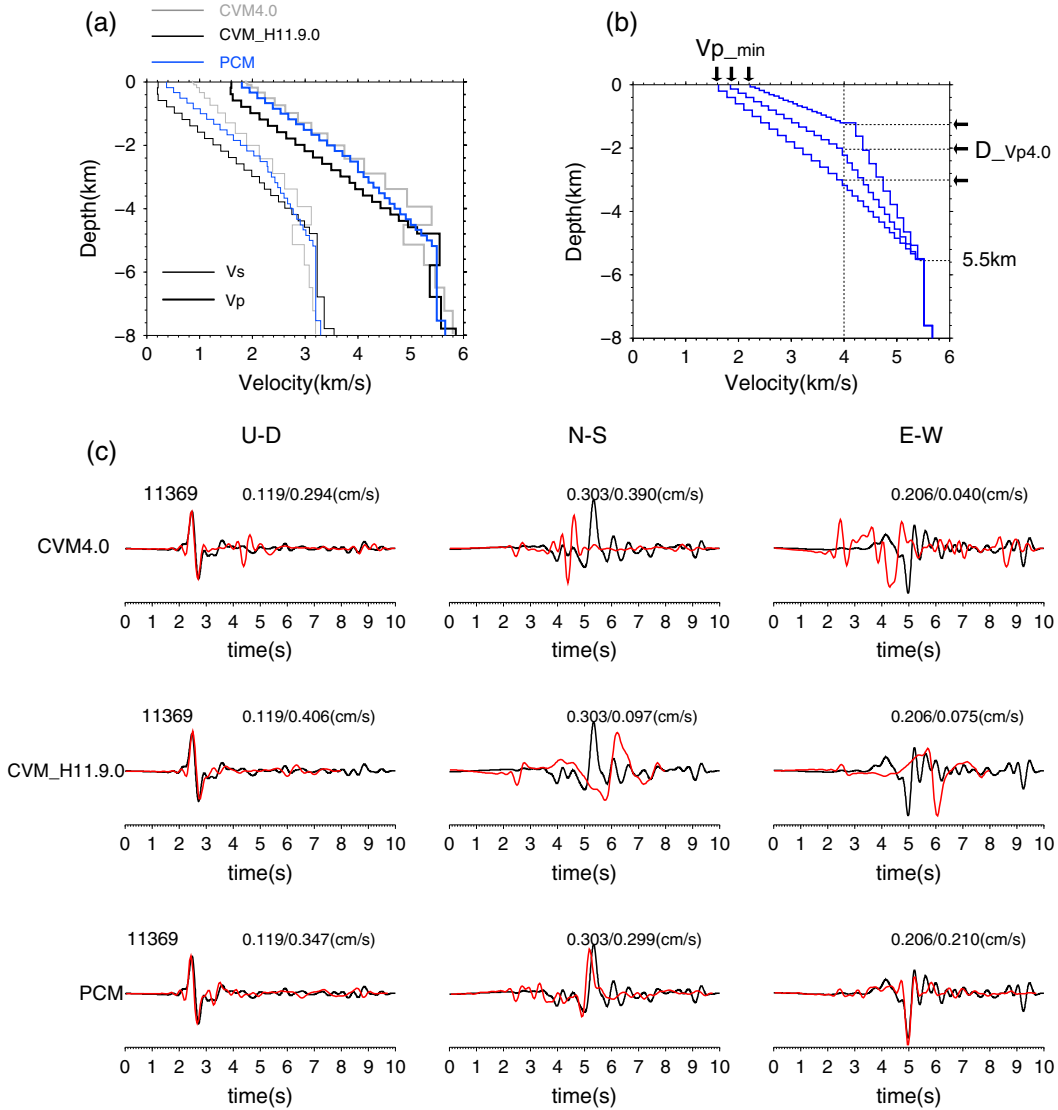 (a)
CVM4.0
CVM_H11.9.0
PCM
0
−2
−4
−6
−8
Depth(km)
Vs
Vp
0 1 2 3 4 5 6
Velocity(km/s)
(b)
Vp_min
0
−2
−4
−6
−8
Depth(km)
D_Vp4.0
5.5km
0 1 2 3 4 5 6
Velocity(km/s)
(c)
U-D N-S E-W
11369 0.119/0.294(cm/s) 0.303/0.390(cm/s) 0.206/0.040(cm/s)
CVM4.0
0 1 2 3 4 5 6 7 8 9 10 0 1 2 3 4 5 6 7 8 9 10 0 1 2 3 4 5 6 7 8 9 10
time(s) time(s) time(s)
11369 0.119/0.406(cm/s) 0.303/0.097(cm/s) 0.206/0.075(cm/s)
CVM_H11.9.0
0 1 2 3 4 5 6 7 8 9 10 0 1 2 3 4 5 6 7 8 9 10 0 1 2 3 4 5 6 7 8 9 10
time(s) time(s) time(s)
11369 0.119/0.347(cm/s) 0.303/0.299(cm/s) 0.206/0.210(cm/s)
PCM
0 1 2 3 4 5 6 7 8 9 10 0 1 2 3 4 5 6 7 8 9 10 0 1 2 3 4 5 6 7 8 9 10
time(s) time(s) time(s)